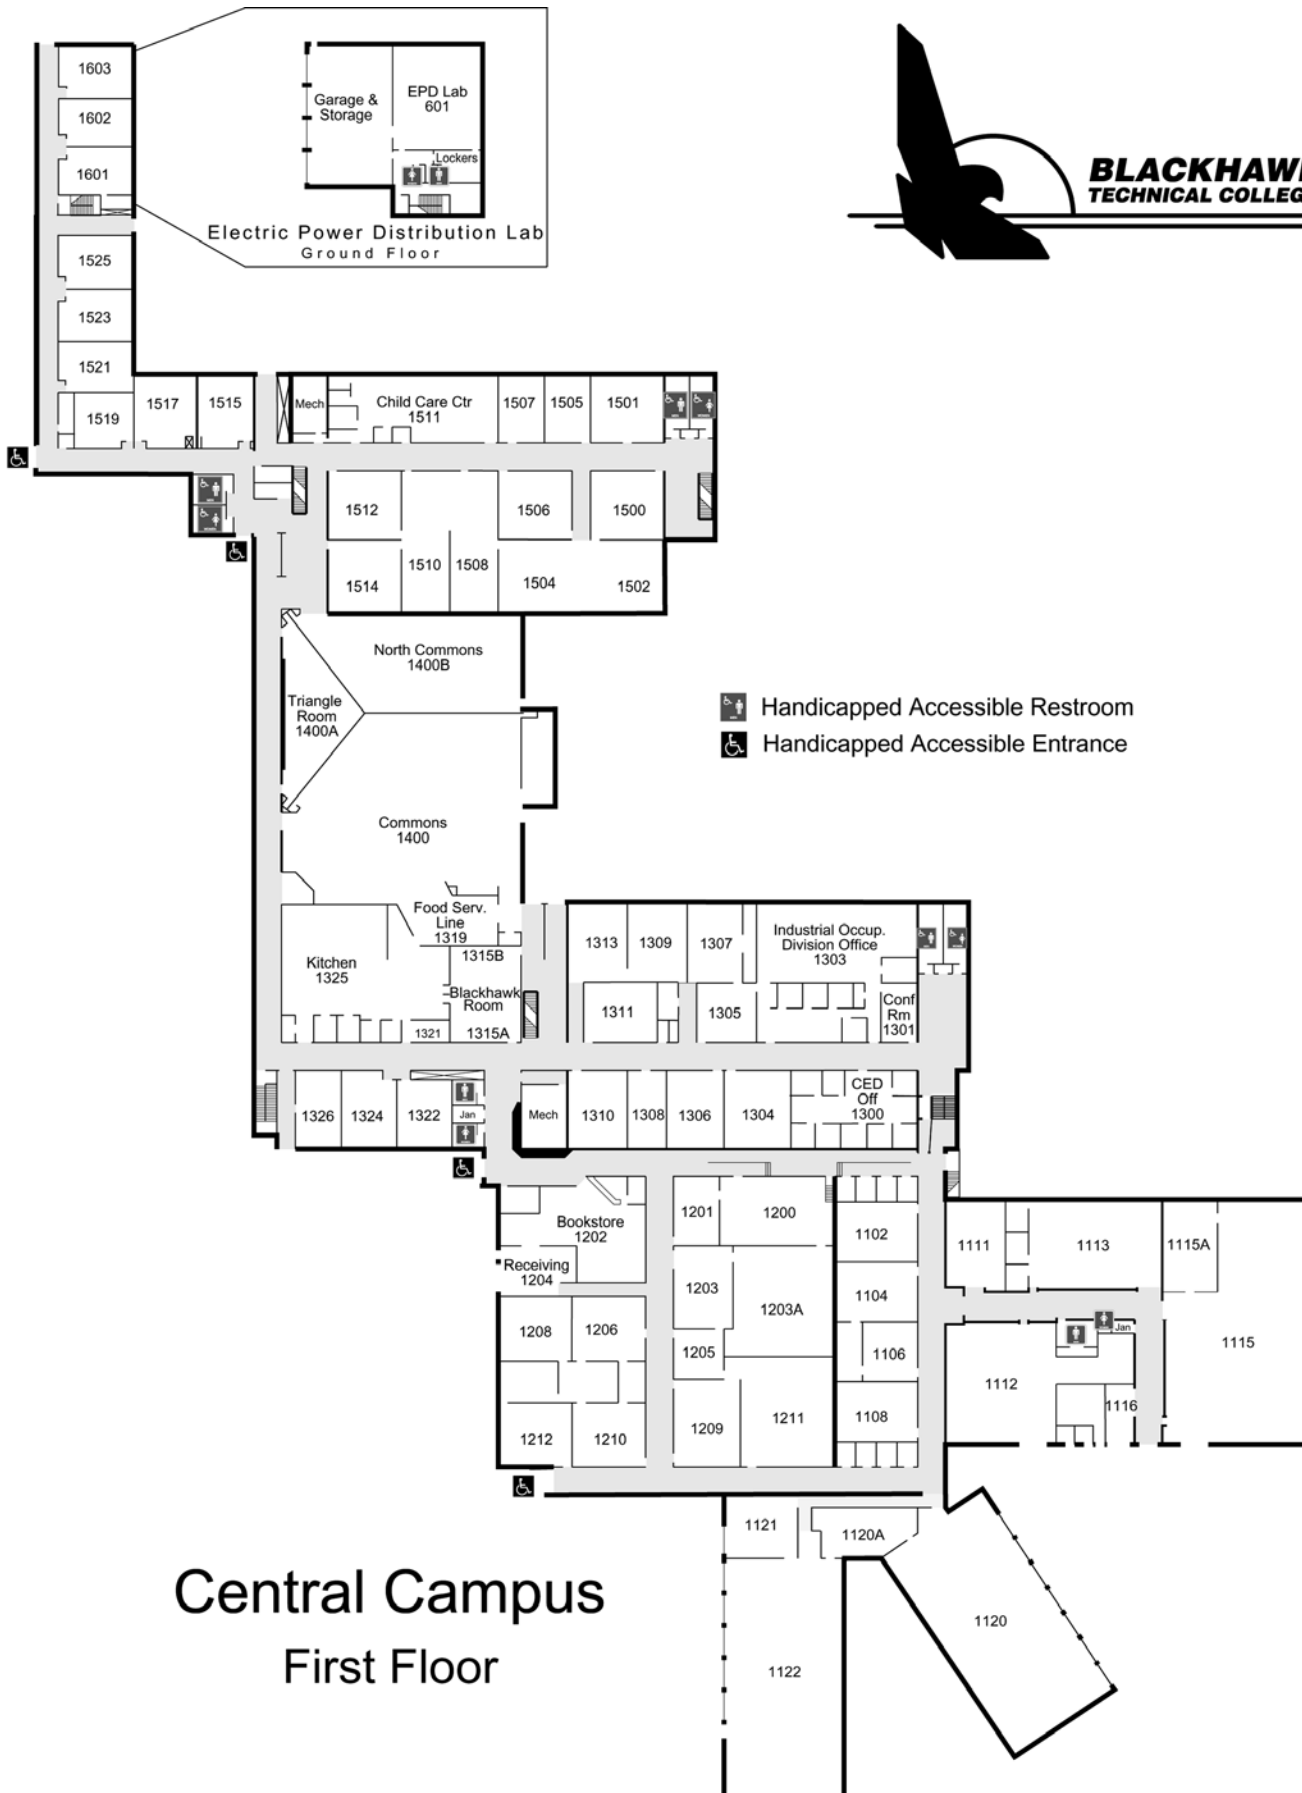 1603
1602
1601
Garage &
Storage
EPD Lab
601
Lockers
Electric Power Distribution Lab
Ground Floor
BLACKHAW
TECHNICAL COLLEG
1525
1523
1521
1519
1517
1515
Mech
Child Care Ctr
1511
1507
1505
1501
1512
1506
1500
1510
1508
1514
1504
1502
North Commons
1400B
Triangle
Room
1400A
Handicapped Accessible Restroom
Handicapped Accessible Entrance
Commons
1400
Food Serv.
Line
1319
Kitchen
1325
1315B
Blackhawk
Room
1315A
1321
1313
1309
1307
Industrial Occup.
Division Office
1303
1311
1305
Conf
Rm
1301
1326
1324
1322
Jan
Mech
1310
1308
1306
1304
CED
Off
1300
Bookstore
1202
Receiving
1204
1201
1200
1102
1111
1113
1115A
1203
1203A
1104
1208
1206
1205
1106
Jan
1115
1112
1116
1212
1210
1209
1211
1108
1121
1120A
1120
1122
Central Campus
First Floor